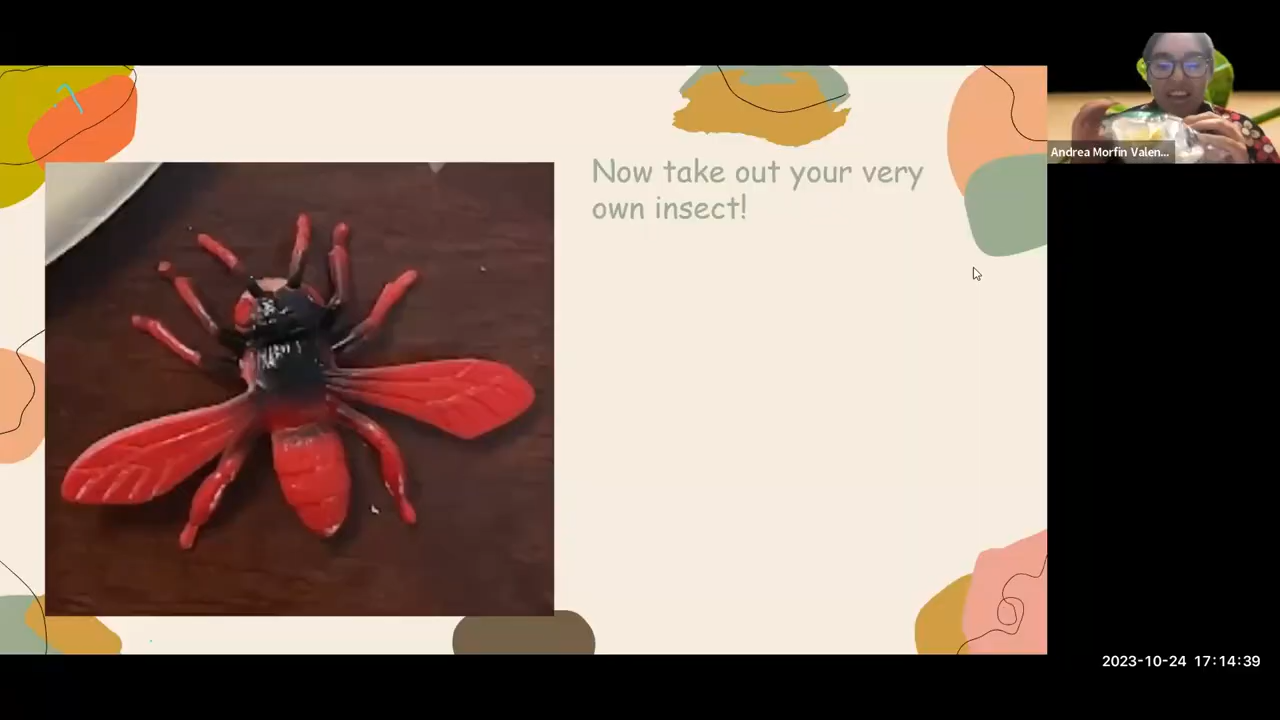 Now take out your very
own insect!
Andrea Morfin Valen...
2023-10-24 17:14:39